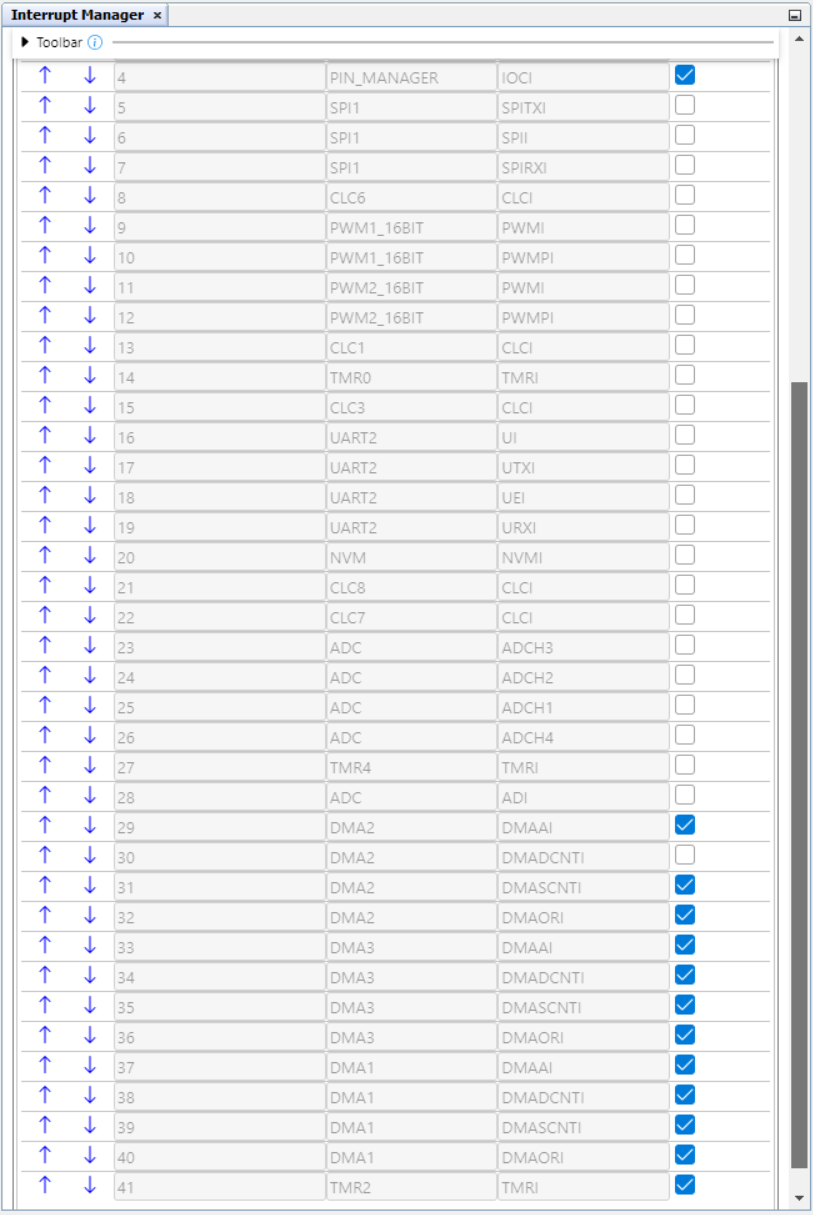 Interrupt Manager ×
Toolbar
4 PIN_MANAGER IOCI
5 SPI1 SPITXI
6 SPI1 SPII
7 SPI1 SPIRXI
8 CLC6 CLCI
9 PWM1_16BIT PWMI
10 PWM1_16BIT PWMPI
11 PWM2_16BIT PWMI
12 PWM2_16BIT PWMPI
13 CLC1 CLCI
14 TMR0 TMRI
15 CLC3 CLCI
16 UART2 UI
17 UART2 UTXI
18 UART2 UEI
19 UART2 URXI
20 NVM NVMI
21 CLC8 CLCI
22 CLC7 CLCI
23 ADC ADCH3
24 ADC ADCH2
25 ADC ADCH1
26 ADC ADCH4
27 TMR4 TMRI
28 ADC ADI
29 DMA2 DMAAI
30 DMA2 DMADCNTI
31 DMA2 DMASCNTI
32 DMA2 DMAORI
33 DMA3 DMAAI
34 DMA3 DMADCNTI
35 DMA3 DMASCNTI
36 DMA3 DMAORI
37 DMA1 DMAAI
38 DMA1 DMADCNTI
39 DMA1 DMASCNTI
40 DMA1 DMAORI
41 TMR2 TMRI